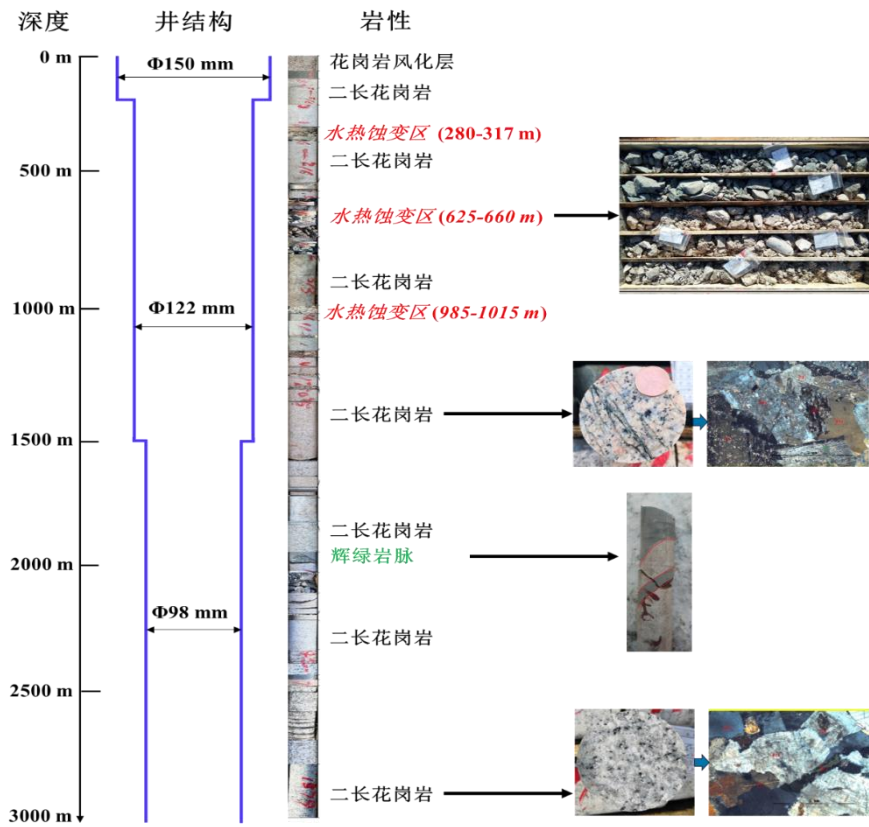 深度 井结构 岩性
0 m
Φ150 mm
花岗岩风化层
二长花岗岩
水热蚀变区 (280-317 m)
500 m
二长花岗岩
水热蚀变区 (625-660 m)
二长花岗岩
1000 m
Φ122 mm
水热蚀变区 (985-1015 m)
二长花岗岩
1500 m
二长花岗岩
辉绿岩脉
2000 m
Φ98 mm
二长花岗岩
2500 m
二长花岗岩
3000 m